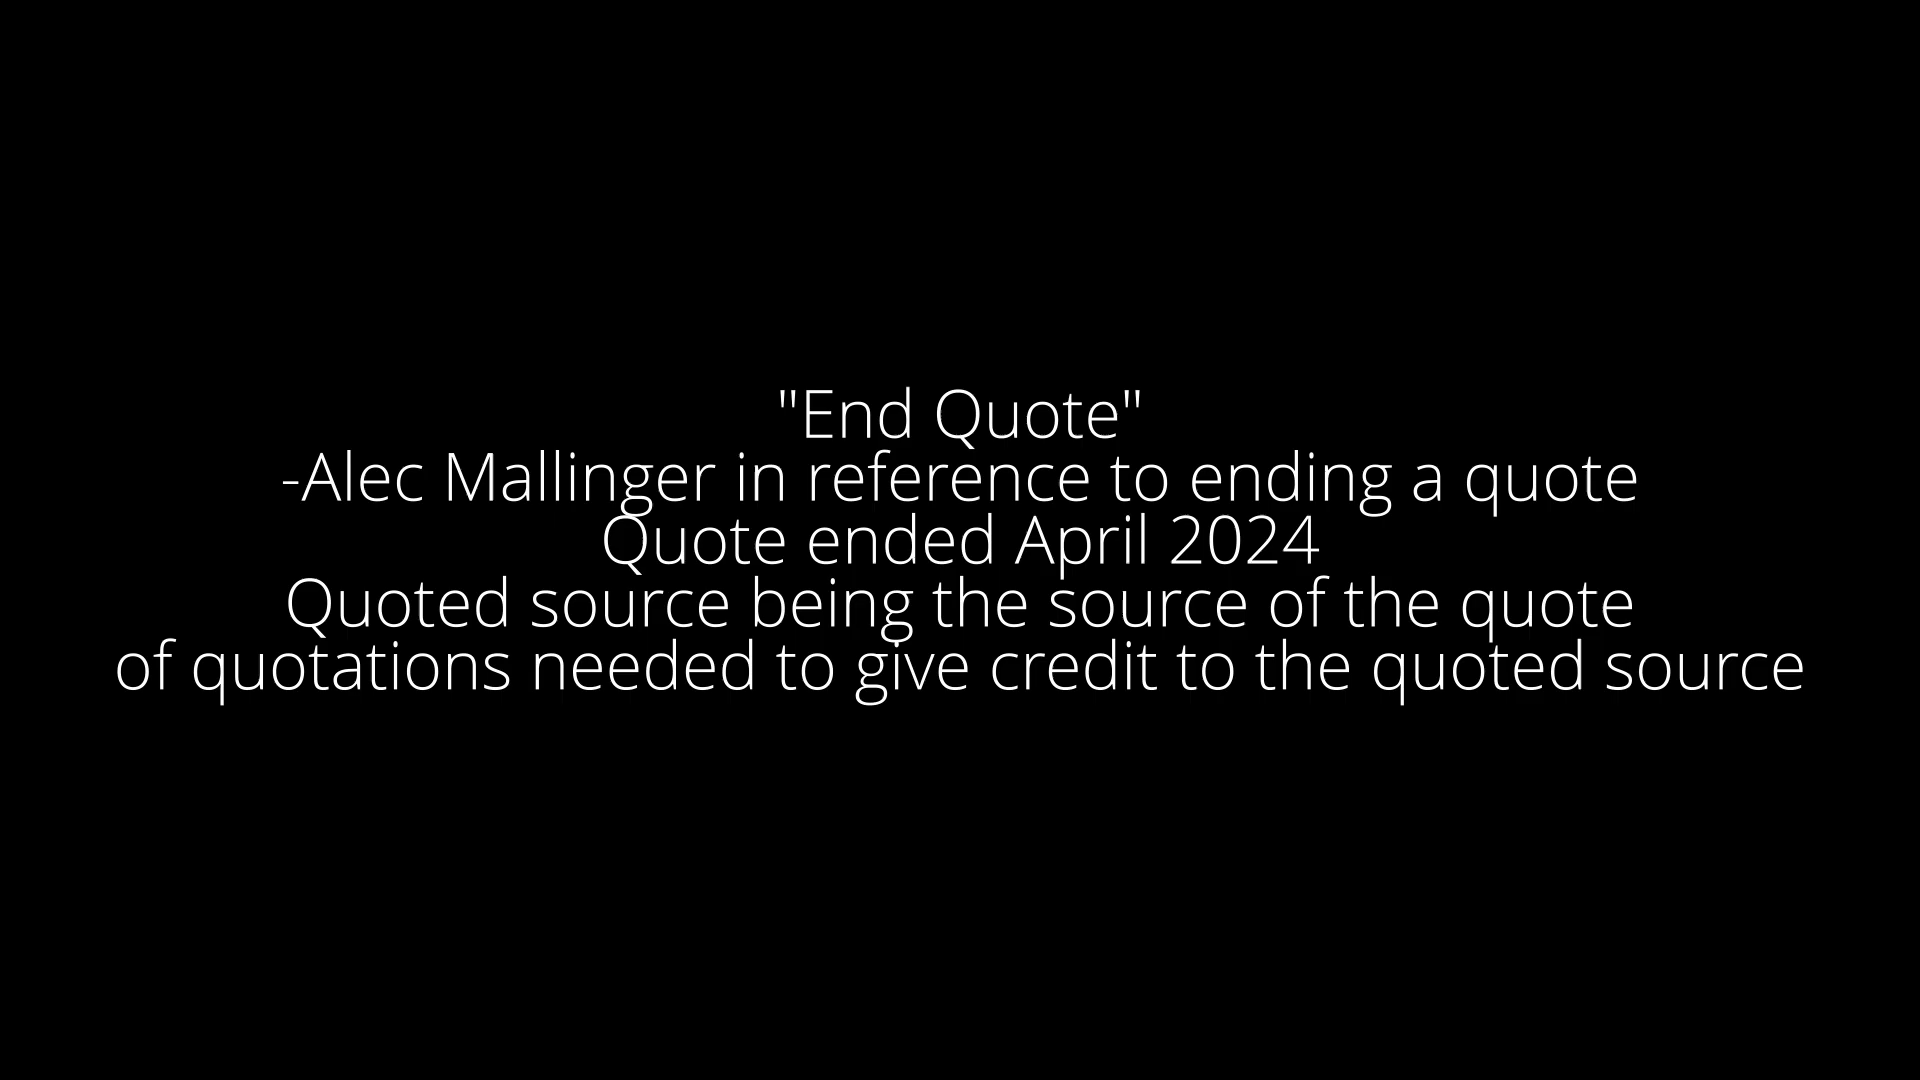 "End Quote"
-Alec Mallinger in reference to ending a quote
Quote ended April 2024
Quoted source being the source of the quote
of quotations needed to give credit to the quoted source